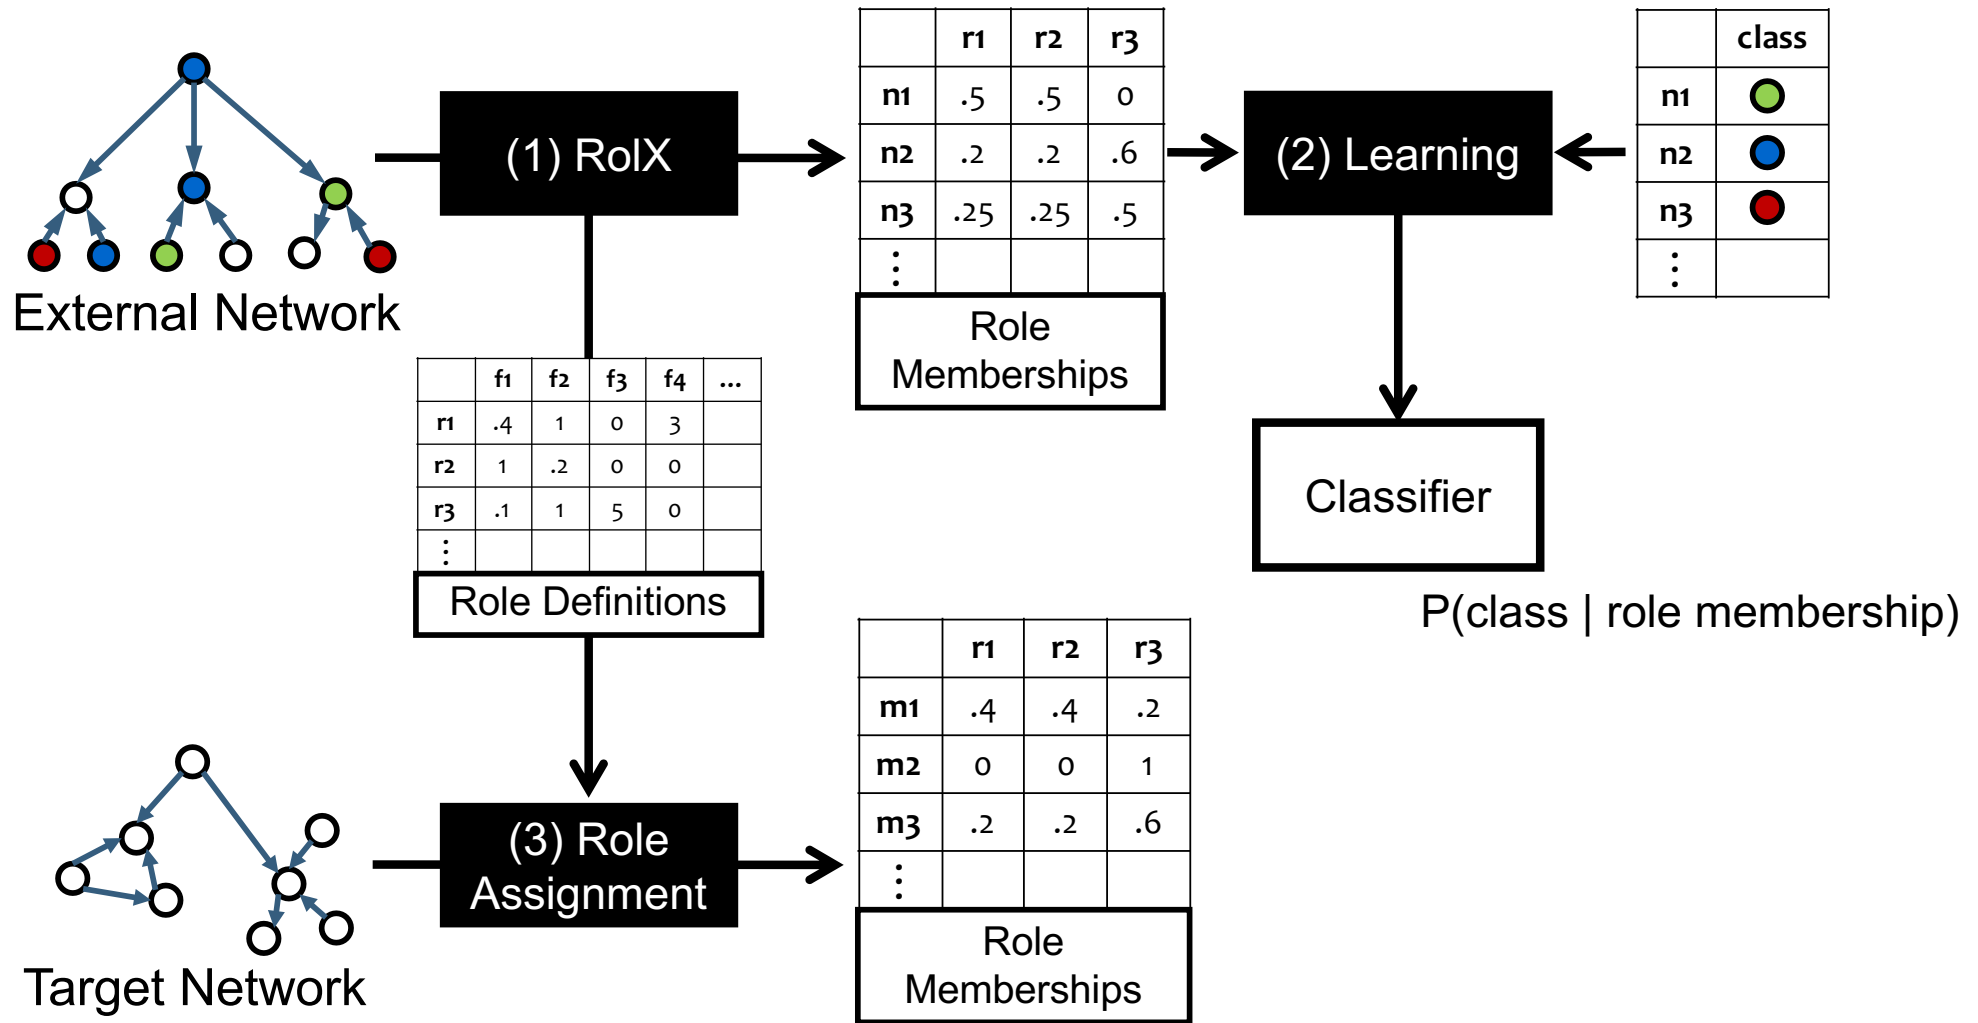 External Network
(1) RolX
r1 r2 r3
n1 .5 .5 0
n2 .2 .2 .6
n3 .25 .25 .5
⋮
Role
Memberships
(2) Learning
class
n1
n2
n3
⋮
f1 f2 f3 f4 ...
r1 .4 1 0 3
r2 1 .2 0 0
r3 .1 1 5 0
⋮
Role Definitions
Classifier
P(class | role membership)
Target Network
(3) Role
Assignment
r1 r2 r3
m1 .4 .4 .2
m2 0 0 1
m3 .2 .2 .6
⋮
Role
Memberships